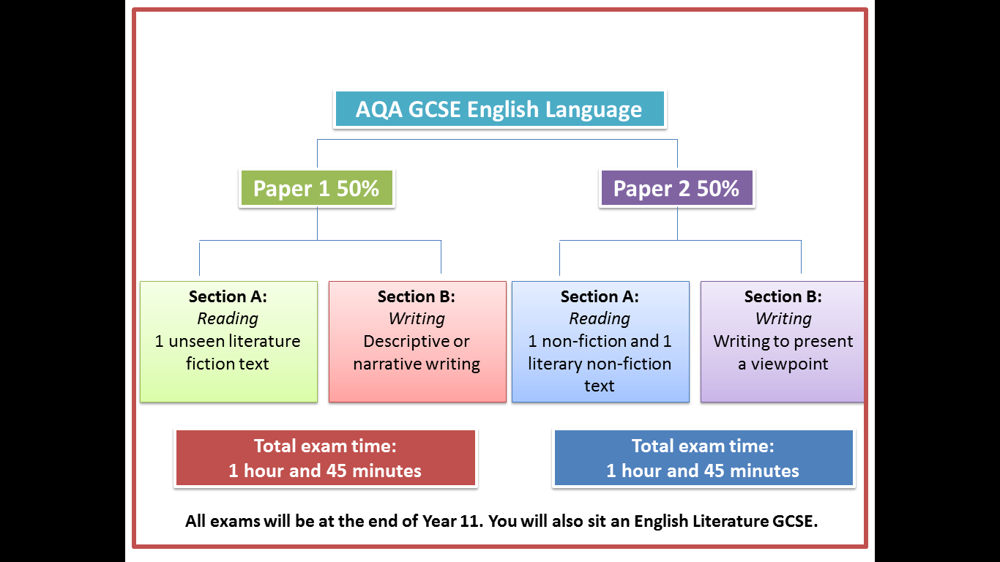 AQA GCSE English Language
Paper 1 50%
Paper 2 50%
Section A:
Reading
1 unseen literature
fiction text
Section B:
Writing
Descriptive or
narrative writing
Section A:
Reading
1 non-fiction and 1
literary non-fiction
text
Section B:
Writing
Writing to present
a viewpoint
Total exam time:
1 hour and 45 minutes
Total exam time:
1 hour and 45 minutes
All exams will be at the end of Year 11. You will also sit an English Literature GCSE.